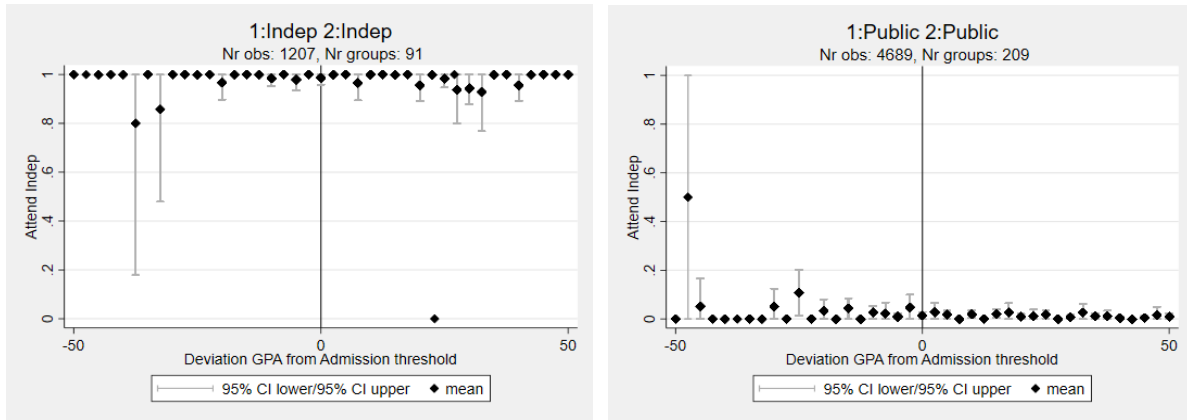 1:Indep 2:Indep
Nr obs: 1207, Nr groups: 91
Attend Indep
1
.8
.6
.4
.2
0
-50
0
50
Deviation GPA from Admission threshold
95% CI lower/95% CI upper
mean
1:Public 2:Public
Nr obs: 4689, Nr groups: 209
Attend Indep
1
.8
.6
.4
.2
0
-50
0
50
Deviation GPA from Admission threshold
95% CI lower/95% CI upper
mean